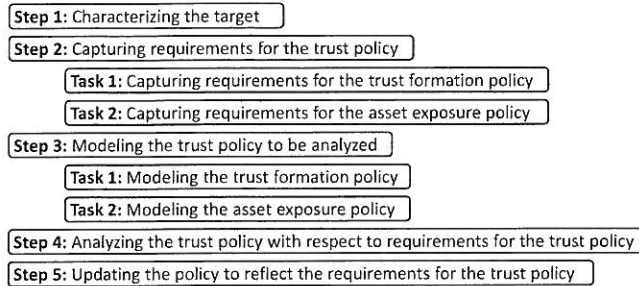 Step 1: Characterizing the target
Step 2: Capturing requirements for the trust policy
Task 1: Capturing requirements for the trust formation policy
Task 2: Capturing requirements for the asset exposure policy
Step 3: Modeling the trust policy to be analyzed
Task 1: Modeling the trust formation policy
Task 2: Modeling the asset exposure policy
Step 4: Analyzing the trust policy with respect to requirements for the trust policy
Step 5: Updating the policy to reflect the requirements for the trust policy